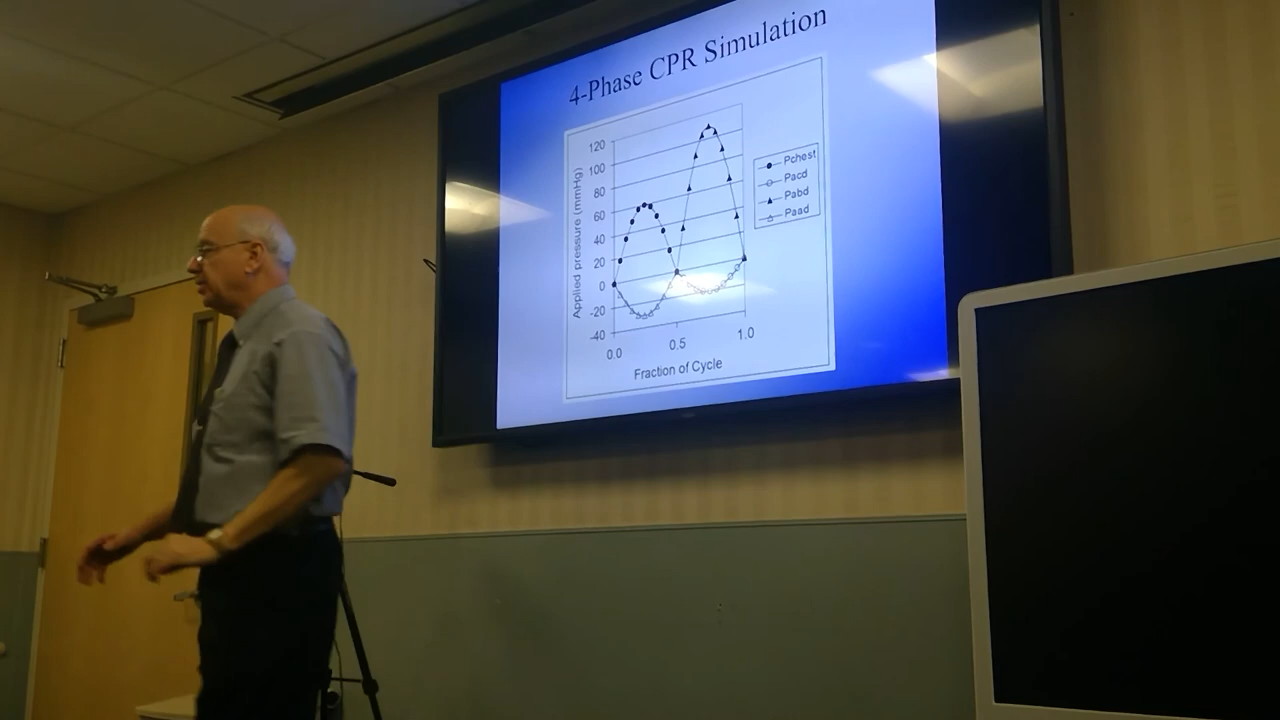 4-Phase CPR Simulation
120
100
80
60
40
20
0
-20
-40
Applied pressure (mmHg)
0.0 0.5 1.0
Fraction of Cycle
Pchest
Pacd
Pabd
Paad